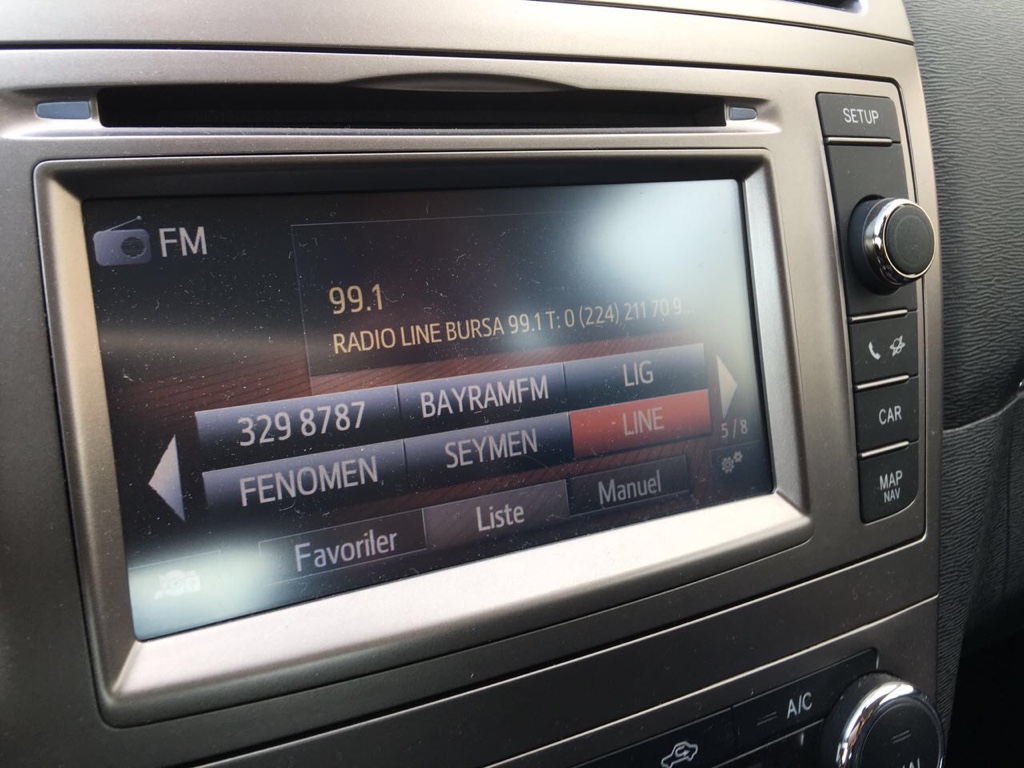 SETUP
FM
99.1
RADIO LINE BURSA 99.1 T: 0 (224) 211 70 9...
329 8787 BAYRAMFM LIG
FENOMEN SEYMEN LINE
5/8
Favoriler Liste Manuel
CAR
MAP
NAV
A/C